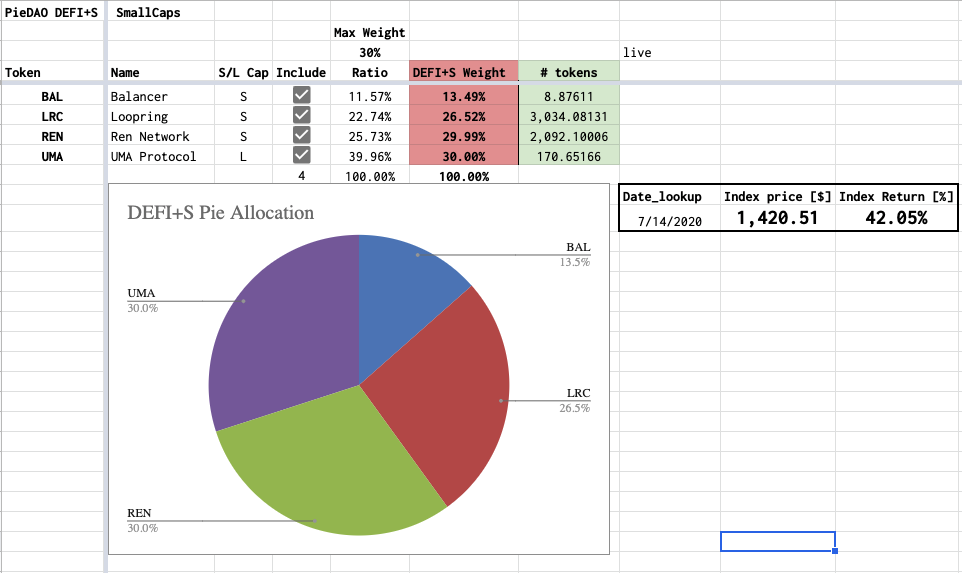 PieDAO DEFI+S SmallCaps
Max Weight
30% live
Token Name S/L Cap Include Ratio DEFI+S Weight # tokens
BAL Balancer S 11.57% 13.49% 8.87611
LRC Loopring S 22.74% 26.52% 3,034.08131
REN Ren Network S 25.73% 29.99% 2,092.10006
UMA UMA Protocol L 39.96% 30.00% 170.65166
4 100.00% 100.00%
Date_lookup Index price [$] Index Return [%]
7/14/2020 1,420.51 42.05%
DEFI+S Pie Allocation
BAL
13.5%
UMA
30.0%
LRC
26.5%
REN
30.0%